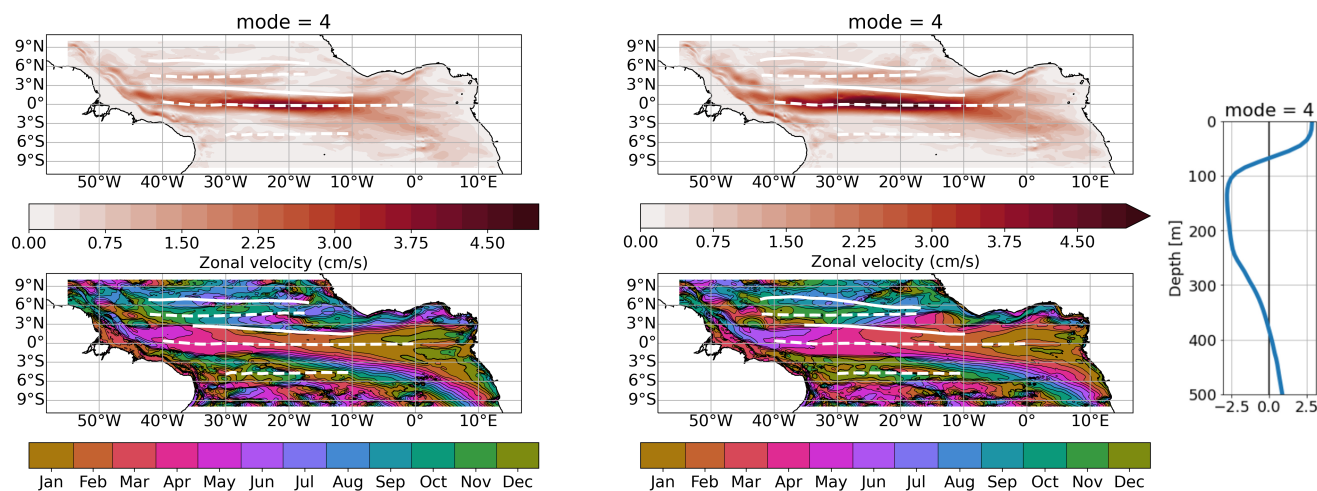 mode = 4
9°N
6°N
3°N
0°
3°S
6°S
9°S
50°W 40°W 30°W 20°W 10°W 0° 10°E
0.00 0.75 1.50 2.25 3.00 3.75 4.50
Zonal velocity (cm/s)
9°N
6°N
3°N
0°
3°S
6°S
9°S
50°W 40°W 30°W 20°W 10°W 0° 10°E
Jan Feb Mar Apr May Jun Jul Aug Sep Oct Nov Dec
mode = 4
9°N
6°N
3°N
0°
3°S
6°S
9°S
50°W 40°W 30°W 20°W 10°W 0° 10°E
0.00 0.75 1.50 2.25 3.00 3.75 4.50
Zonal velocity (cm/s)
9°N
6°N
3°N
0°
3°S
6°S
9°S
50°W 40°W 30°W 20°W 10°W 0° 10°E
Jan Feb Mar Apr May Jun Jul Aug Sep Oct Nov Dec
mode = 4
Depth [m]
0
100
200
300
400
500
−2.5 0.0 2.5